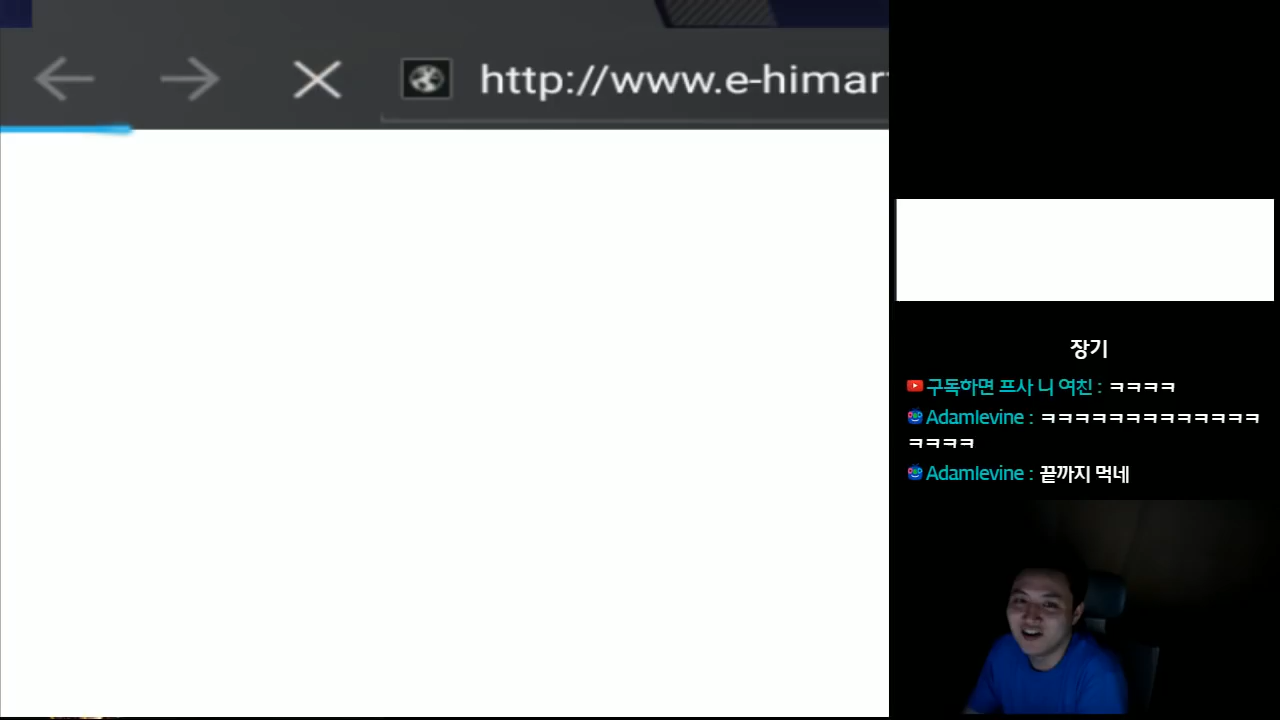 http://www.e-himar
장기
구독하면 프사 니 여친 : ㅋㅋㅋㅋ
Adamlevine : ㅋㅋㅋㅋㅋㅋㅋㅋㅋㅋㅋㅋㅋ
ㅋㅋㅋㅋ
Adamlevine : 끝까지 먹네